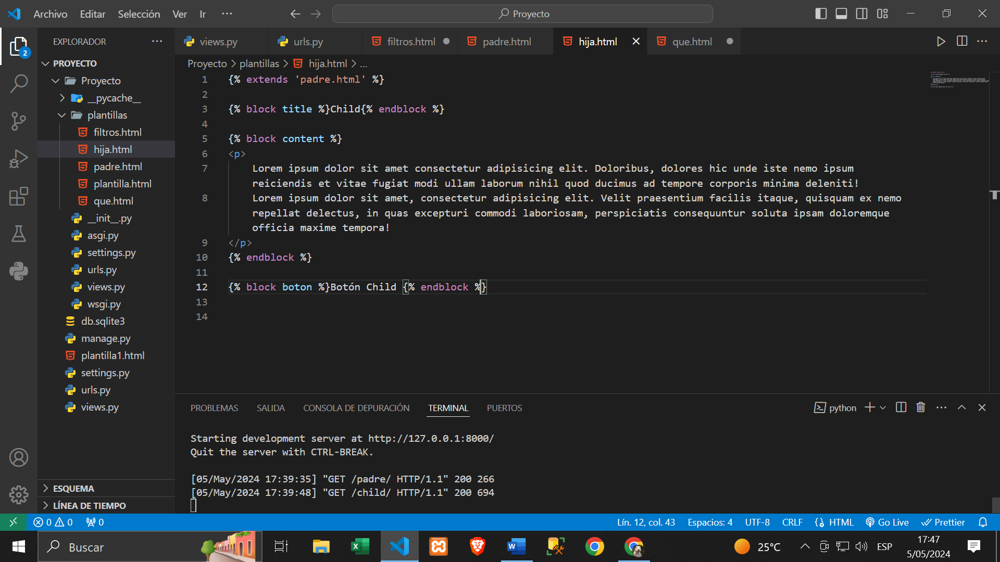 Archivo Editar Selección Ver Ir ··· Proyecto
EXPLORADOR ···
2
PROYECTO
Proyecto
__pycache__
plantillas
filtros.html
hija.html
padre.html
plantilla.html
que.html
__init__.py
asgi.py
settings.py
urls.py
views.py
wsgi.py
db.sqlite3
manage.py
plantilla1.html
settings.py
urls.py
views.py
ESQUEMA
LÍNEA DE TIEMPO
views.py urls.py filtros.html padre.html hija.html que.html
Proyecto > plantillas > hija.html > ...
1 {% extends 'padre.html' %}
2
3 {% block title %}Child{% endblock %}
4
5 {% block content %}
6 <p>
7 Lorem ipsum dolor sit amet consectetur adipisicing elit. Doloribus, dolores hic unde iste nemo ipsum
reiciendis et vitae fugiat modi ullam laborum nihil quod ducimus ad tempore corporis minima deleniti!
8 Lorem ipsum dolor sit amet, consectetur adipisicing elit. Velit praesentium facilis itaque, quisquam ex nemo
repellat delectus, in quas excepturi commodi laboriosam, perspiciatis consequuntur soluta ipsam doloremque
officia maxime tempora!
9 </p>
10 {% endblock %}
11
12 {% block boton %}Botón Child {% endblock %}
13
14
PROBLEMAS SALIDA CONSOLA DE DEPURACIÓN TERMINAL PUERTOS python
Starting development server at http://127.0.0.1:8000/
Quit the server with CTRL-BREAK.
[05/May/2024 17:39:35] "GET /padre/ HTTP/1.1" 200 266
[05/May/2024 17:39:48] "GET /child/ HTTP/1.1" 200 694
0 0 0 Lín. 12, col. 43 Espacios: 4 UTF-8 CRLF HTML Go Live Prettier
Buscar 25°C ESP 17:47
5/05/2024